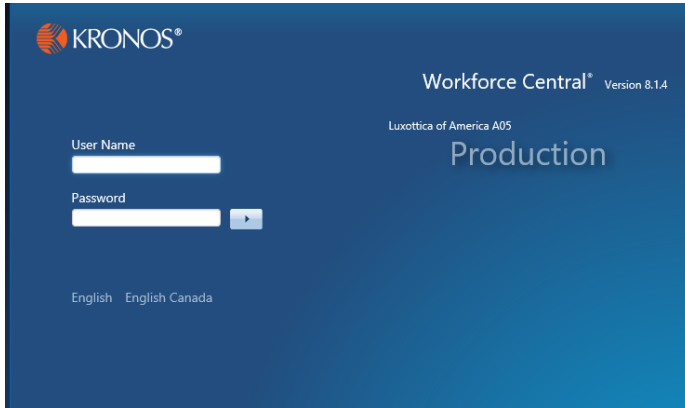 KRONOS®
Workforce Central® Version 8.1.4
Luxottica of America A05
Production
User Name
Password
English English Canada